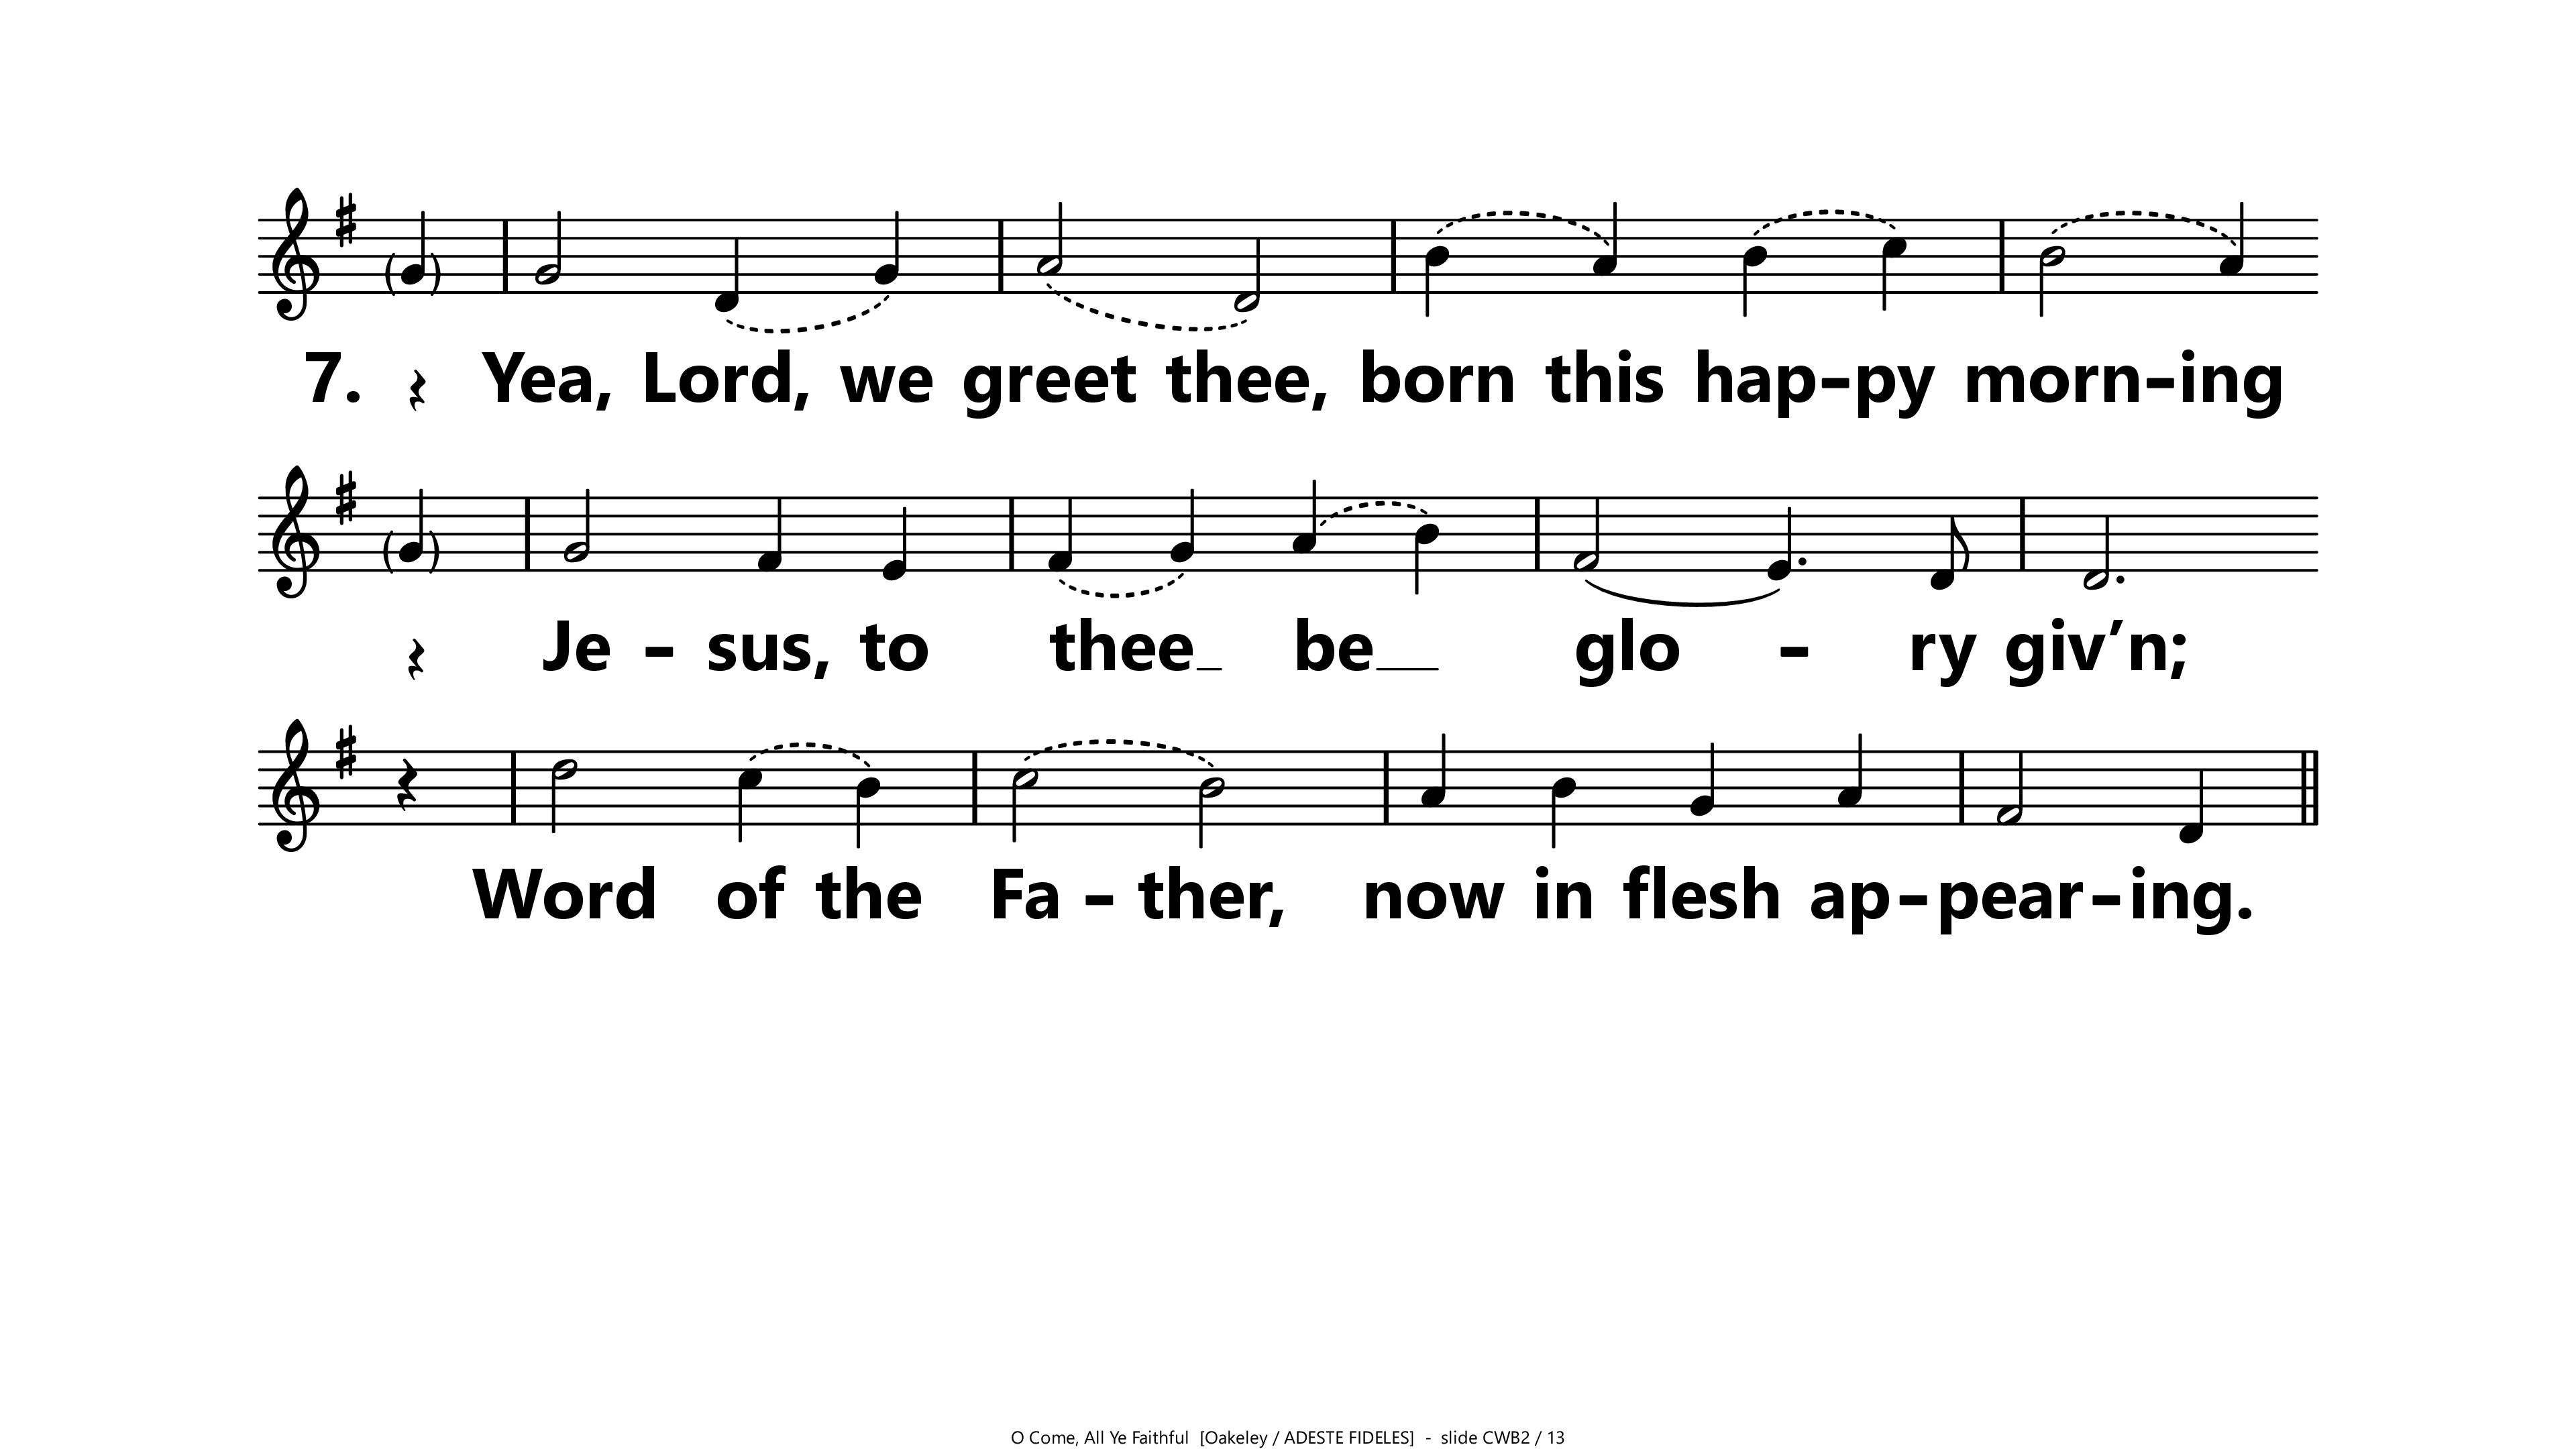 7. Yea, Lord, we greet thee, born this hap-py morn-ing
Je - sus, to thee_ be__ glo - ry giv’n;
Word of the Fa - ther, now in flesh ap-pear-ing.
O Come, All Ye Faithful [Oakeley / ADESTE FIDELES] - slide CWB2 / 13